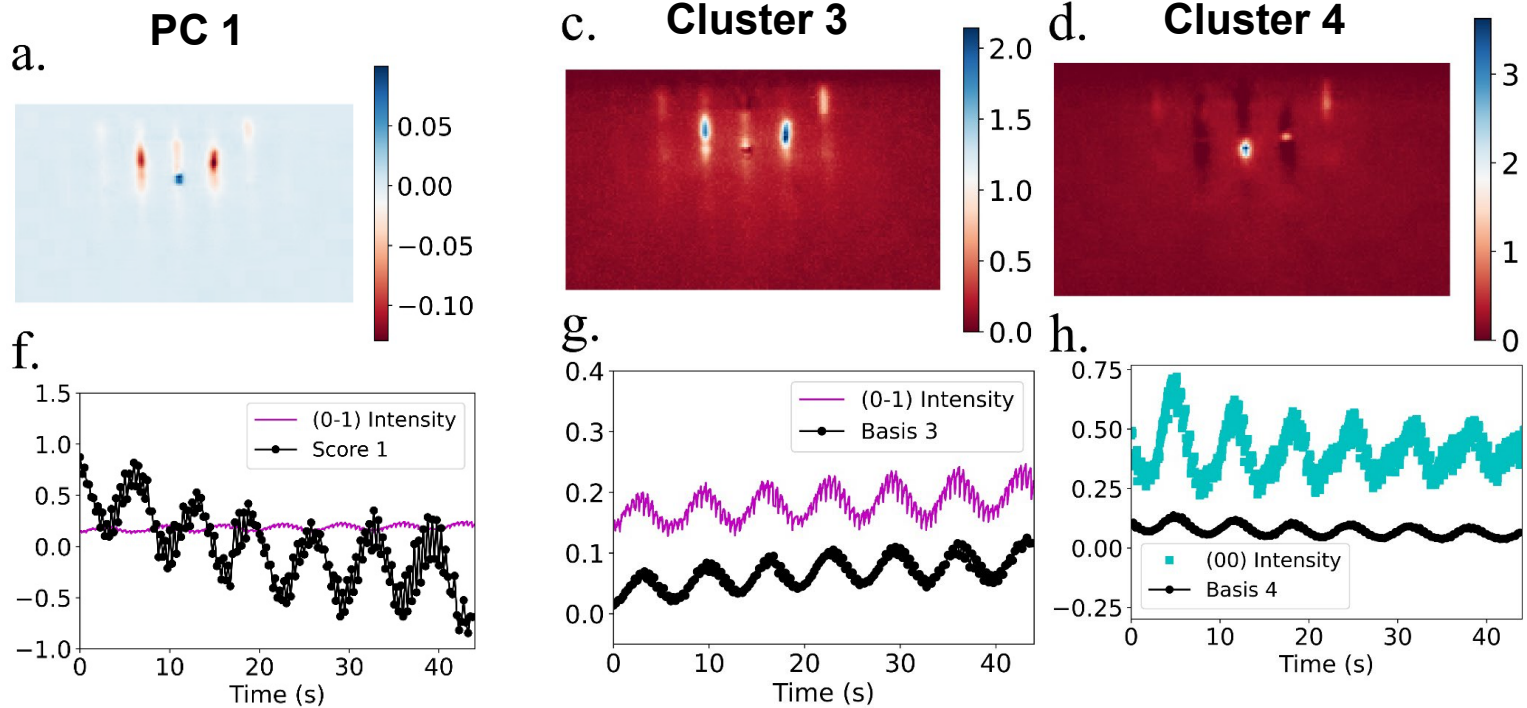 PC 1
Cluster 3
Cluster 4
a.
c.
d.
0.05
0.00
−0.05
−0.10
2.0
1.5
1.0
0.5
0.0
3
2
1
0
f.
g.
h.
1.5
1.0
0.5
0.0
−0.5
−1.0
(0-1) Intensity
Score 1
0 10 20 30 40
Time (s)
0.4
0.3
0.2
0.1
0.0
(0-1) Intensity
Basis 3
0 10 20 30 40
Time (s)
0.75
0.50
0.25
0.00
−0.25
(00) Intensity
Basis 4
0 10 20 30 40
Time (s)